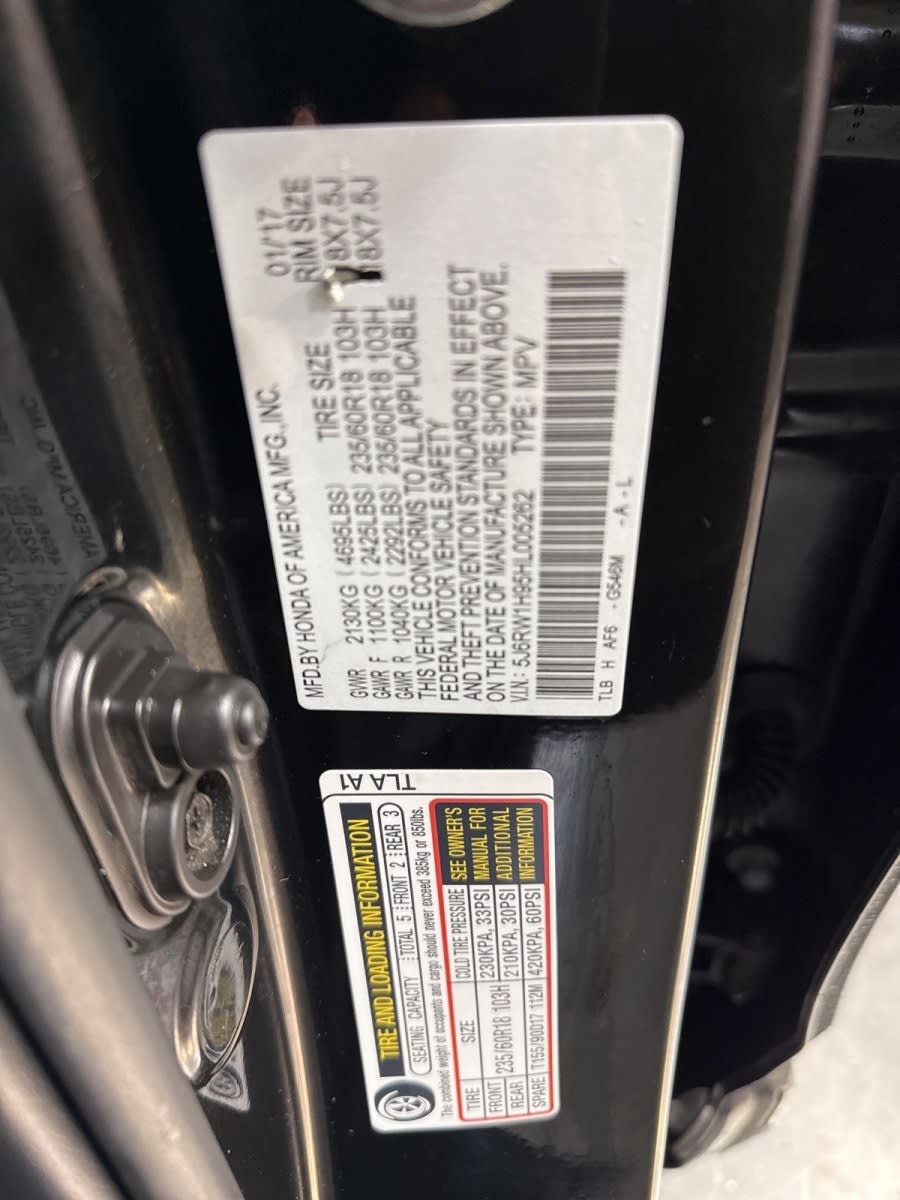 MFD. BY HONDA OF AMERICA MFG., INC. 01/17
TIRE SIZE RIM SIZE
GVWR 2130KG ( 4695LBS)
GAWR F 1100KG ( 2425LBS) 235/60R18 103H 18X7.5J
GAWR R 1040KG ( 2292LBS) 235/60R18 103H 18X7.5J
THIS VEHICLE CONFORMS TO ALL APPLICABLE
FEDERAL MOTOR VEHICLE SAFETY
AND THEFT PREVENTION STANDARDS IN EFFECT
ON THE DATE OF MANUFACTURE SHOWN ABOVE.
V.I.N.: 5J6RW1H95HL005262 TYPE: MPV
TLB H AF6 - G546M - A - L
TLA A1
TIRE AND LOADING INFORMATION
SEATING CAPACITY TOTAL 5 FRONT 2 REAR 3
The combined weight of occupants and cargo should never exceed 385kg or 850lbs.
TIRE SIZE COLD TIRE PRESSURE
FRONT 235/60R18 103H 230KPA, 33PSI
REAR 210KPA, 30PSI
SPARE T155/90D17 112M 420KPA, 60PSI
SEE OWNER'S
MANUAL FOR
ADDITIONAL
INFORMATION